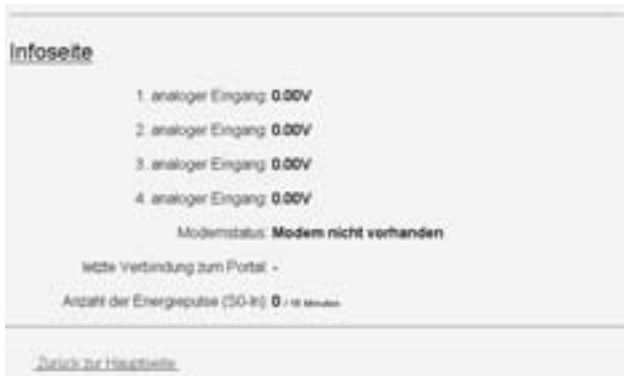 Infoseite
1. analoger Eingang: 0.00V
2. analoger Eingang: 0.00V
3. analoger Eingang: 0.00V
4. analoger Eingang: 0.00V
Modemstatus: Modem nicht vorhanden
letzte Verbindung zum Portal: -
Anzahl der Energiepulse (S0-In): 0 / Minuten
Zurück zur Hauptseite